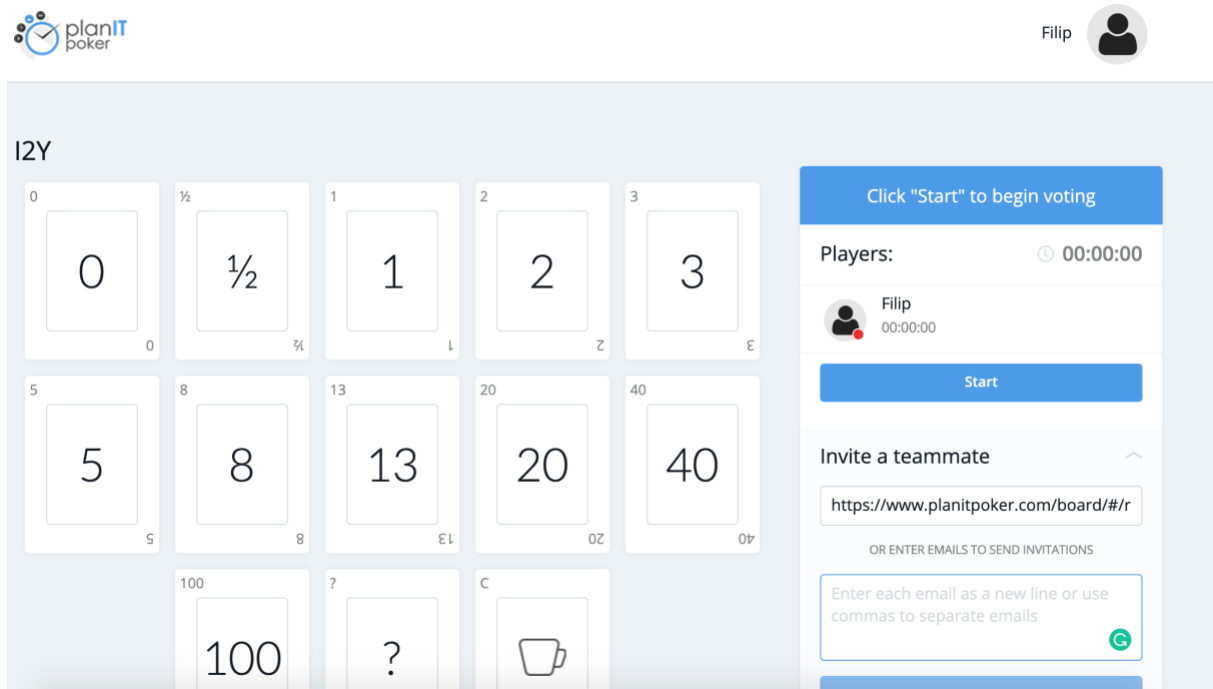 planIT
poker
Filip
I2Y
0
0
0
½
½
½
1
1
1
2
2
2
3
3
3
5
5
5
8
8
8
13
13
13
20
20
20
40
40
40
100
100
?
?
C
Click "Start" to begin voting
Players:
00:00:00
Filip
00:00:00
Start
Invite a teammate
https://www.planitpoker.com/board/#/r
OR ENTER EMAILS TO SEND INVITATIONS
Enter each email as a new line or use
commas to separate emails